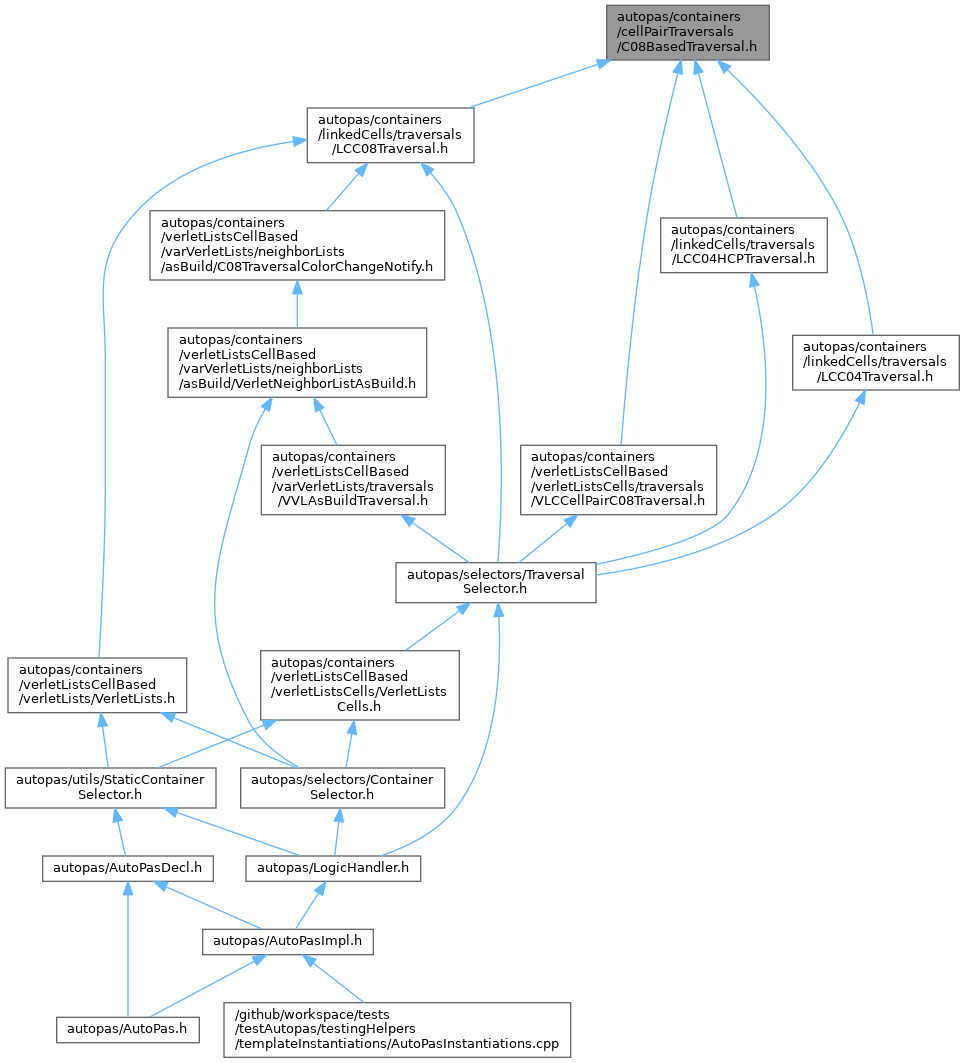 autopas/containers
/cellPairTraversals
/C08BasedTraversal.h
autopas/containers
/linkedCells/traversals
/LCC08Traversal.h
autopas/containers
/verletListsCellBased
/varVerletLists/neighborLists
/asBuild/C08TraversalColorChangeNotify.h
autopas/containers
/linkedCells/traversals
/LCC04HCPTraversal.h
autopas/containers
/verletListsCellBased
/varVerletLists/neighborLists
/asBuild/VerletNeighborListAsBuild.h
autopas/containers
/linkedCells/traversals
/LCC04Traversal.h
autopas/containers
/verletListsCellBased
/varVerletLists/traversals
/VVLAsBuildTraversal.h
autopas/containers
/verletListsCellBased
/verletListsCells/traversals
/VLCCellPairC08Traversal.h
autopas/selectors/Traversal
Selector.h
autopas/containers
/verletListsCellBased
/verletLists/VerletLists.h
autopas/containers
/verletListsCellBased
/verletListsCells/VerletLists
Cells.h
autopas/utils/StaticContainer
Selector.h
autopas/selectors/Container
Selector.h
autopas/AutoPasDecl.h
autopas/LogicHandler.h
autopas/AutoPasImpl.h
autopas/AutoPas.h
/github/workspace/tests
/testAutopas/testingHelpers
/templateInstantiations/AutoPasInstantiations.cpp